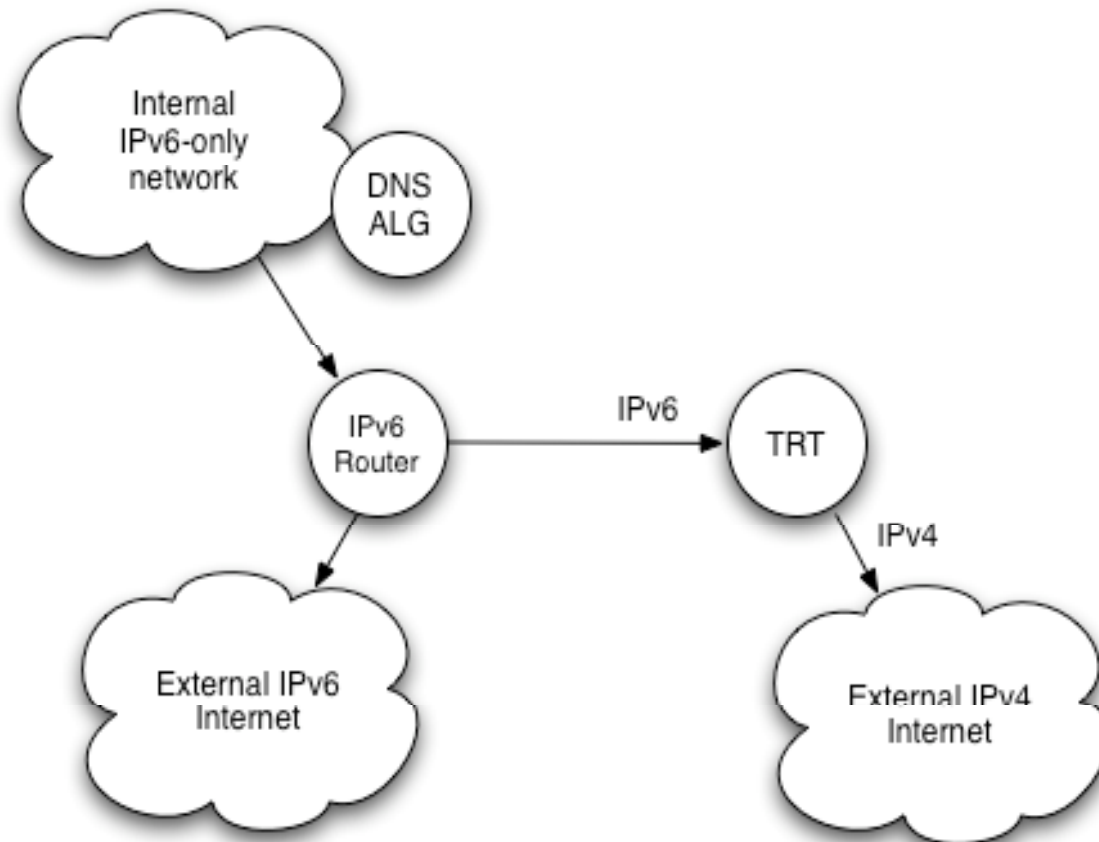 Internal
IPv6-only
network
DNS
ALG
IPv6
Router
IPv6
TRT
IPv4
External IPv6
Internet
External IPv4
Internet